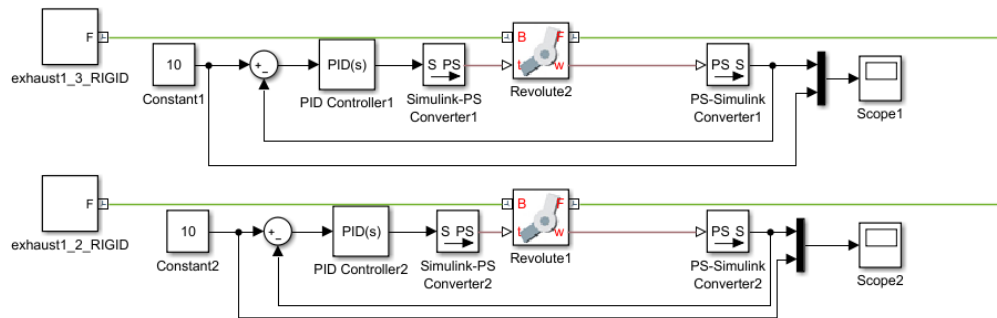 F
B
F
exhaust1_3_RIGID
10
Constant1
+
−
PID(s)
PID Controller1
S PS
Simulink-PS
Converter1
t
w
Revolute2
PS S
PS-Simulink
Converter1
Scope1
F
B
F
exhaust1_2_RIGID
10
Constant2
+
−
PID(s)
PID Controller2
S PS
Simulink-PS
Converter2
t
w
Revolute1
PS S
PS-Simulink
Converter2
Scope2